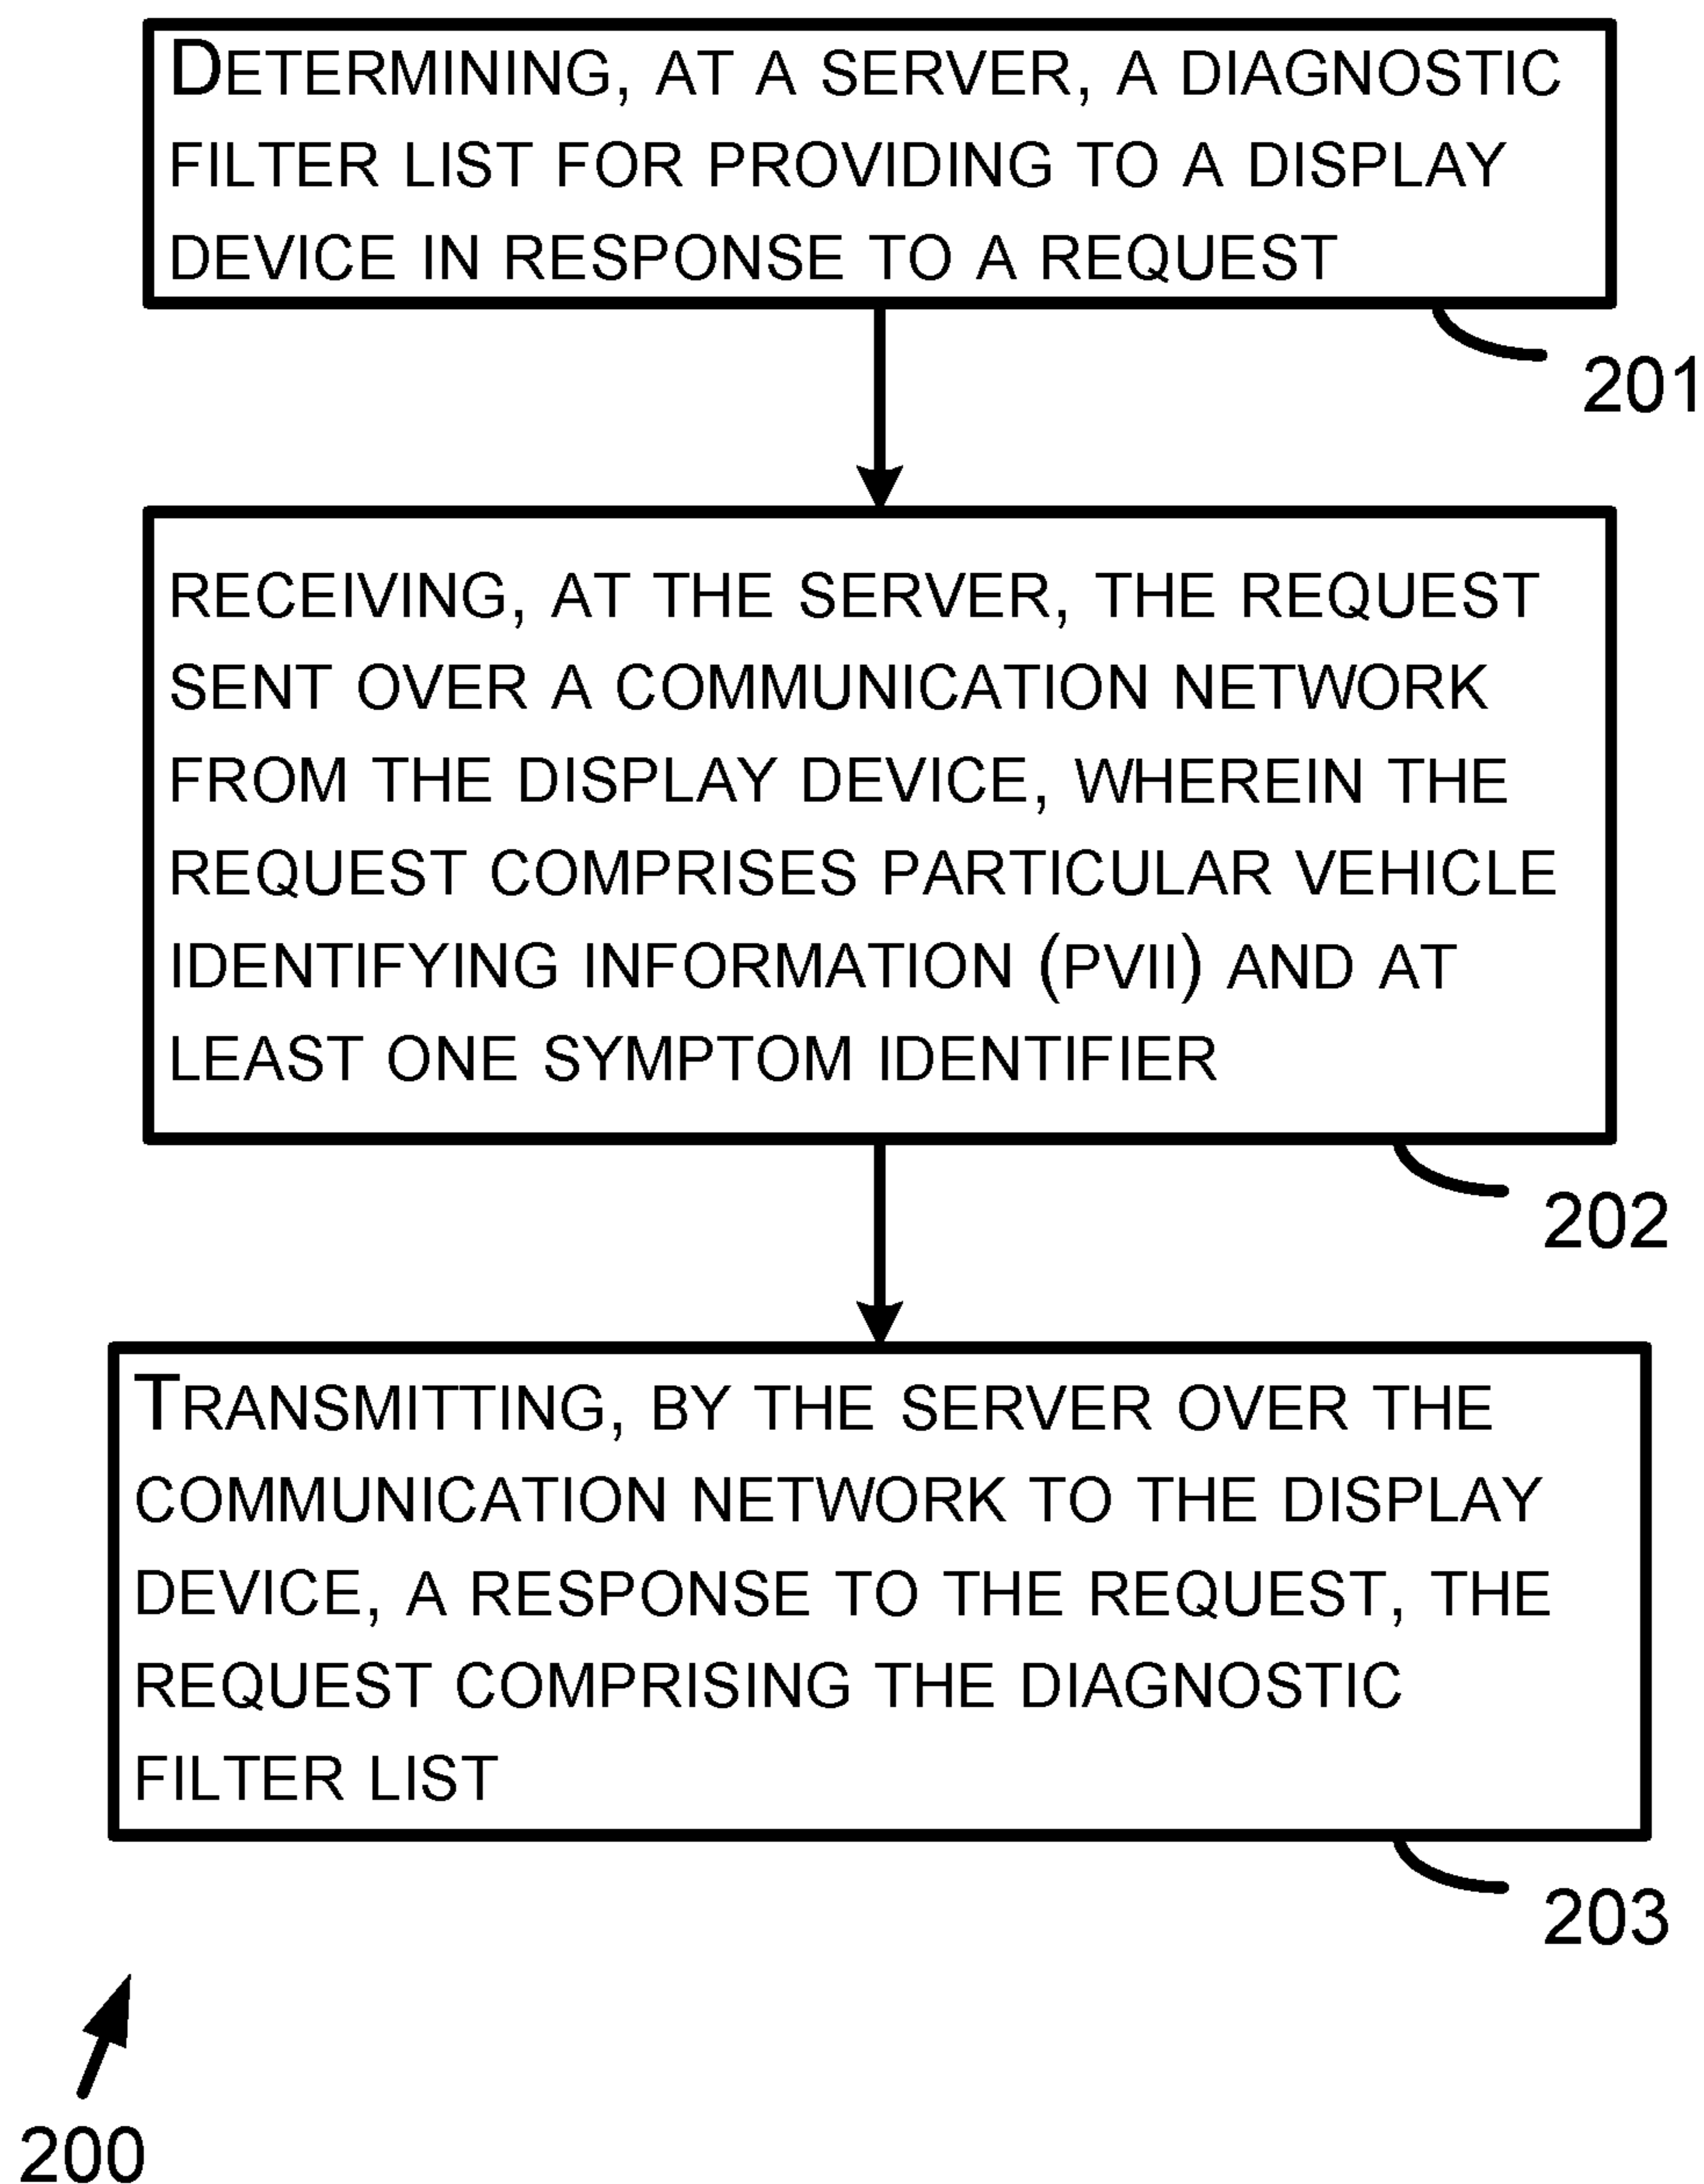 DETERMINING, AT A SERVER, A DIAGNOSTIC
FILTER LIST FOR PROVIDING TO A DISPLAY
DEVICE IN RESPONSE TO A REQUEST
201
RECEIVING, AT THE SERVER, THE REQUEST
SENT OVER A COMMUNICATION NETWORK
FROM THE DISPLAY DEVICE, WHEREIN THE
REQUEST COMPRISES PARTICULAR VEHICLE
IDENTIFYING INFORMATION (PVII) AND AT
LEAST ONE SYMPTOM IDENTIFIER
202
TRANSMITTING, BY THE SERVER OVER THE
COMMUNICATION NETWORK TO THE DISPLAY
DEVICE, A RESPONSE TO THE REQUEST, THE
REQUEST COMPRISING THE DIAGNOSTIC
FILTER LIST
203
200